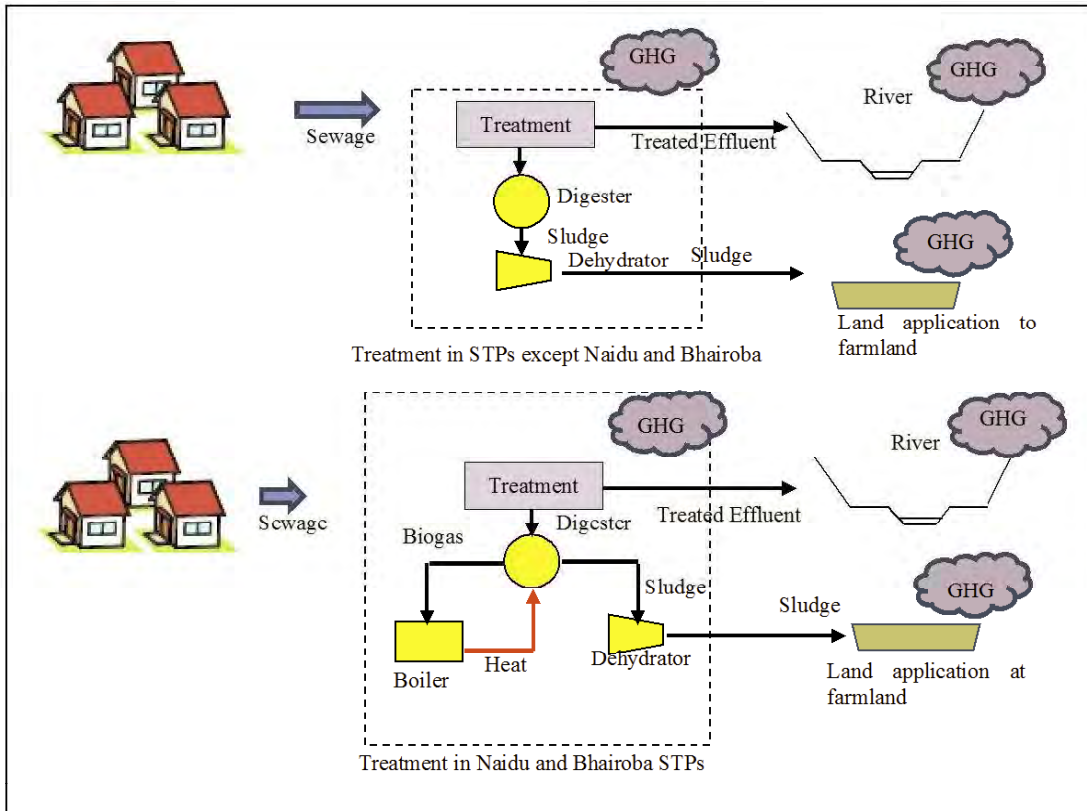 GHG
GHG
River
Treatment
Sewage
Treated Effluent
Digester
Sludge
GHG
Dehydrator
Sludge
Land application to
farmland
Treatment in STPs except Naidu and Bhairoba
GHG
GHG
River
Treatment
Sewage
Digester
Treated Effluent
Biogas
Sludge
GHG
Sludge
Heat
Dehydrator
Boiler
Land application at
farmland
Treatment in Naidu and Bhairoba STPs